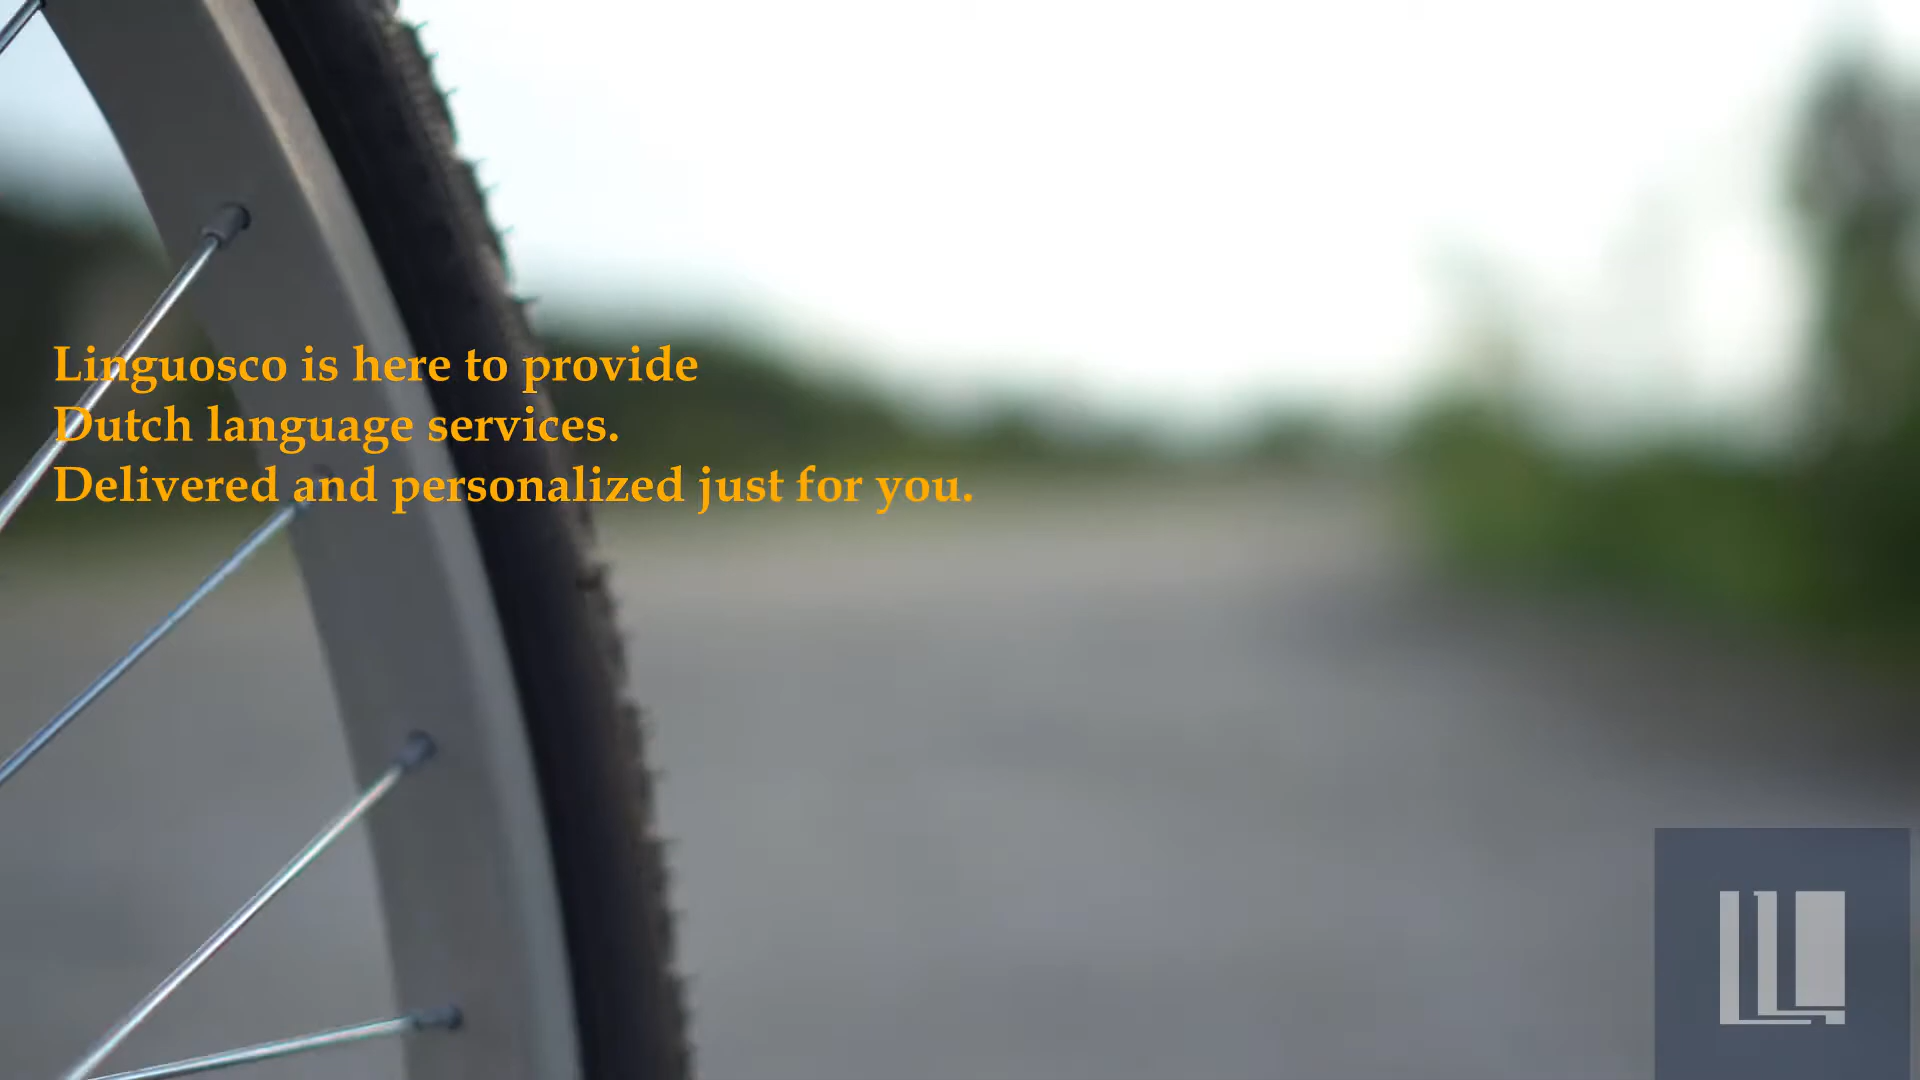 Linguosco is here to provide
Dutch language services.
Delivered and personalized just for you.